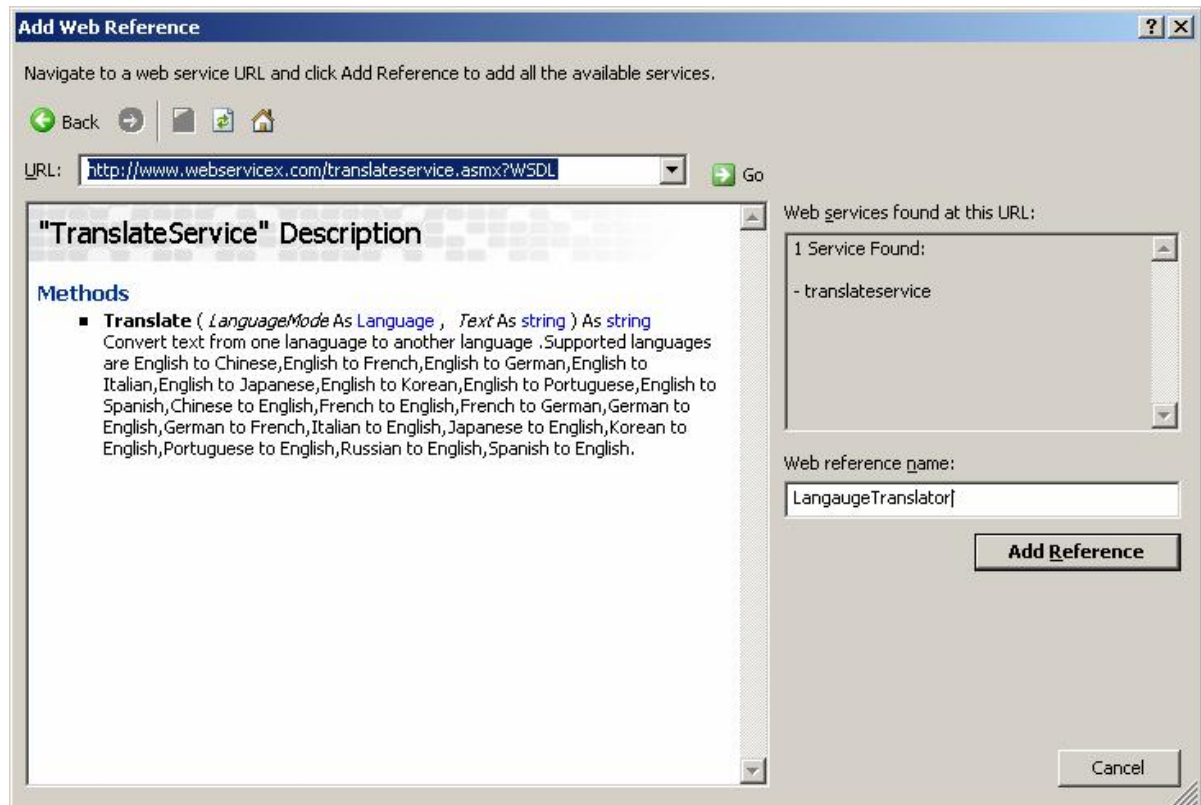 Add Web Reference
Navigate to a web service URL and click Add Reference to add all the available services.
Back
URL: http://www.webservicex.com/translateservice.asmx?WSDL Go
"TranslateService" Description
Methods
Translate ( LanguageMode As Language , Text As string ) As string
Convert text from one lanaguage to another language .Supported languages
are English to Chinese,English to French,English to German,English to
Italian,English to Japanese,English to Korean,English to Portuguese,English to
Spanish,Chinese to English,French to English,French to German,German to
English,German to French,Italian to English,Japanese to English,Korean to
English,Portuguese to English,Russian to English,Spanish to English.
Web services found at this URL:
1 Service Found:
- translateservice
Web reference name:
LangaugeTranslator
Add Reference
Cancel